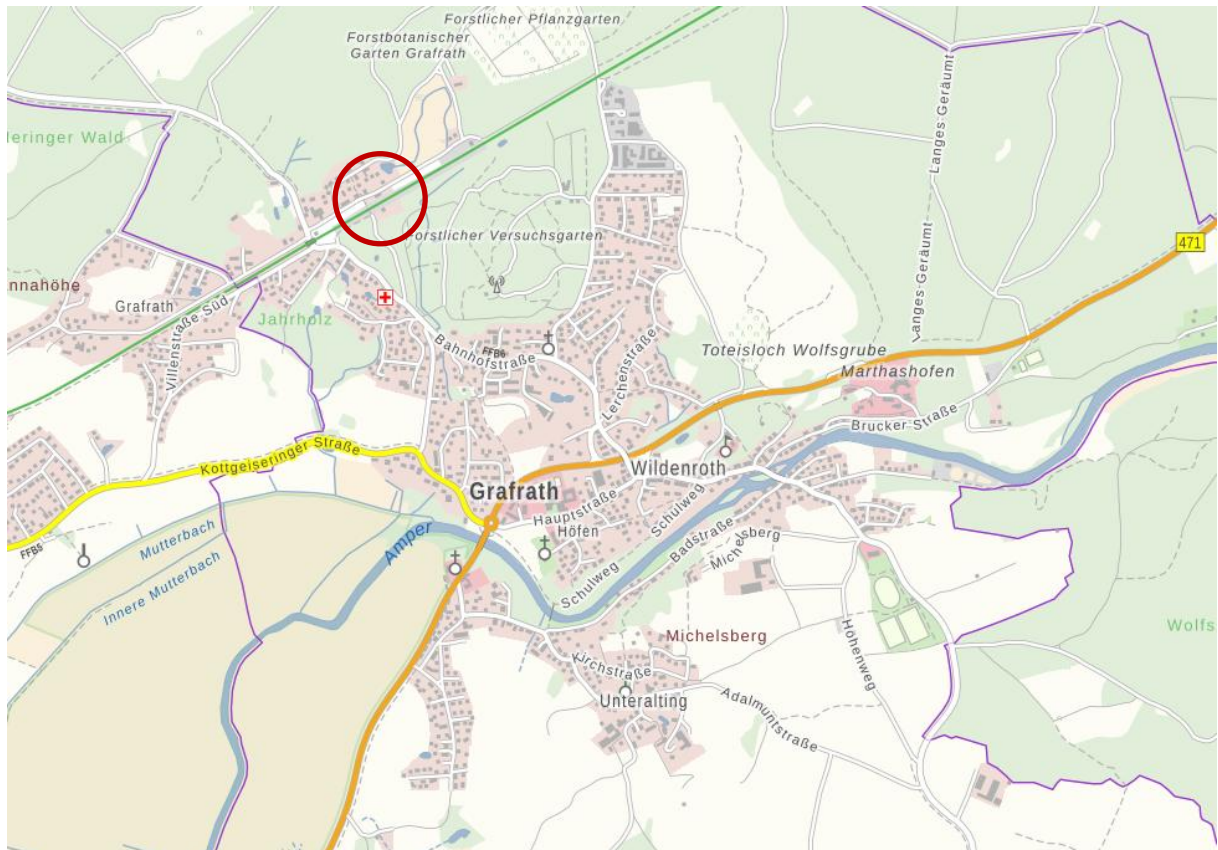 Forstlicher Pflanzgarten
Forstbotanischer
Garten Grafrath
eringer Wald
Langes-Geräumt
Langes-Geräumt
Forstlicher Versuchsgarten
471
nnahöhe
Grafrath
Villenstraße Süd
Jahrholz
Bahnhofstraße
FFB6
Lerchenstraße
Toteisloch Wolfsgrube
Marthashofen
Brucker Straße
Kottgeiseringer Straße
Wildenroth
Grafrath
Hauptstraße
Höfen
Schulweg
Badstraße
Michelsberg
Amper
Mutterbach
FFB5
Innere Mutterbach
Schulweg
Höhenweg
Michelsberg
Wolfs
Kirchstraße
Unteralting
Adalmuntstraße